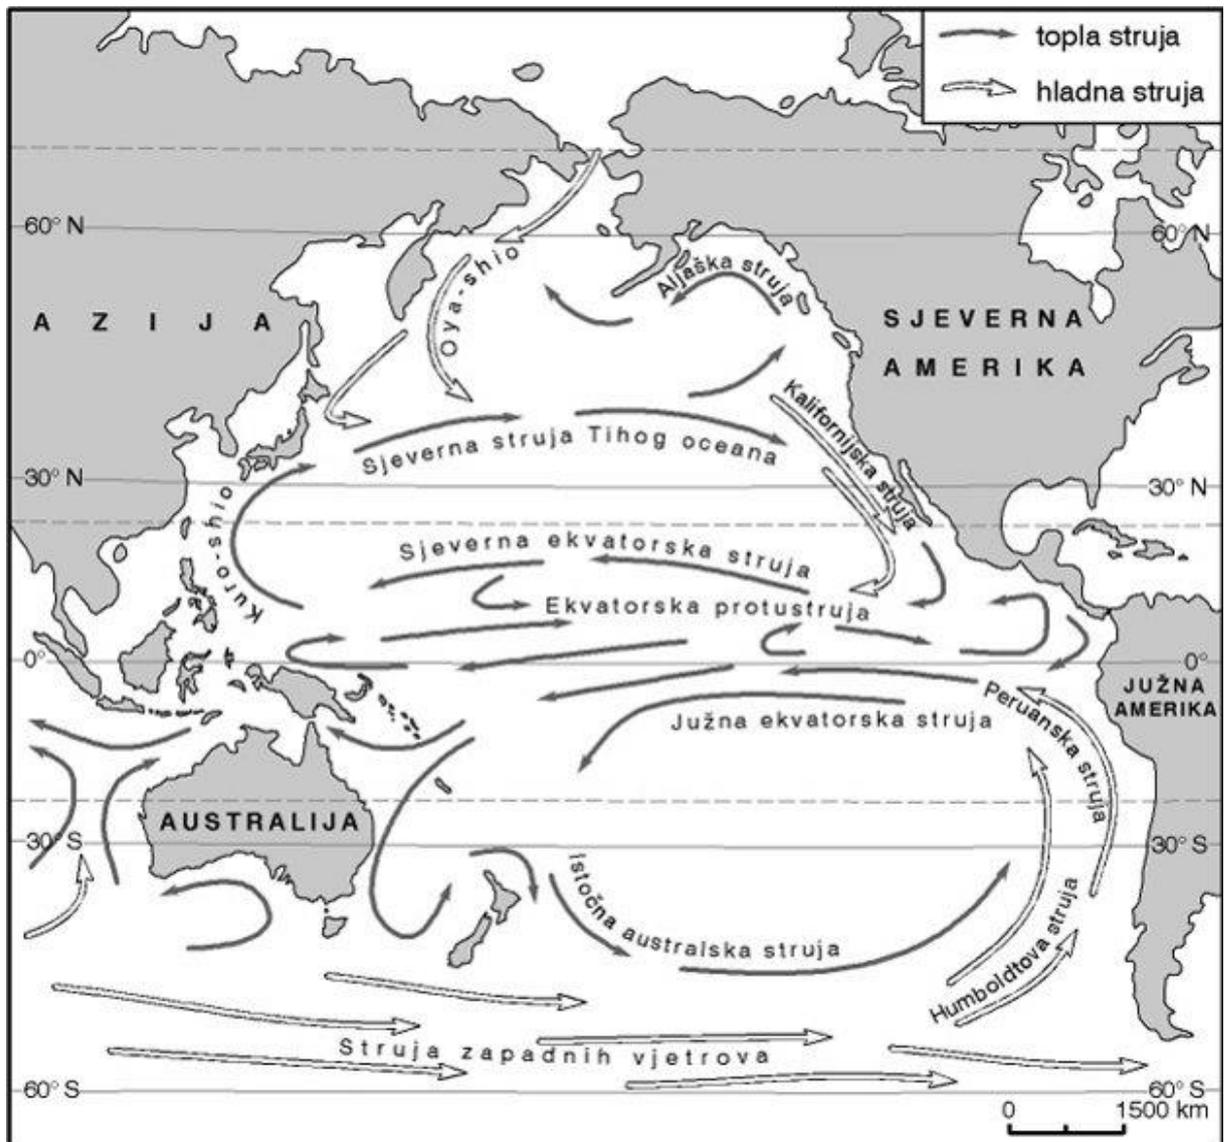 topla struja
hladna struja
60° N
60° N
Oya-shio
Aljaška struja
A Z I J A
SJEVERNA
AMERIKA
Kalifornijska struja
Sjeverna struja Tihog oceana
30° N
30° N
Kuro-shio
Sjeverna ekvatorska struja
Ekvatorska protustruja
0°
0°
JUŽNA
AMERIKA
Peruanska struja
Južna ekvatorska struja
AUSTRALIJA
30° S
30° S
istočna australska struja
Humboldtova struja
Struja zapadnih vjetrova
60° S
60° S
0 1500 km